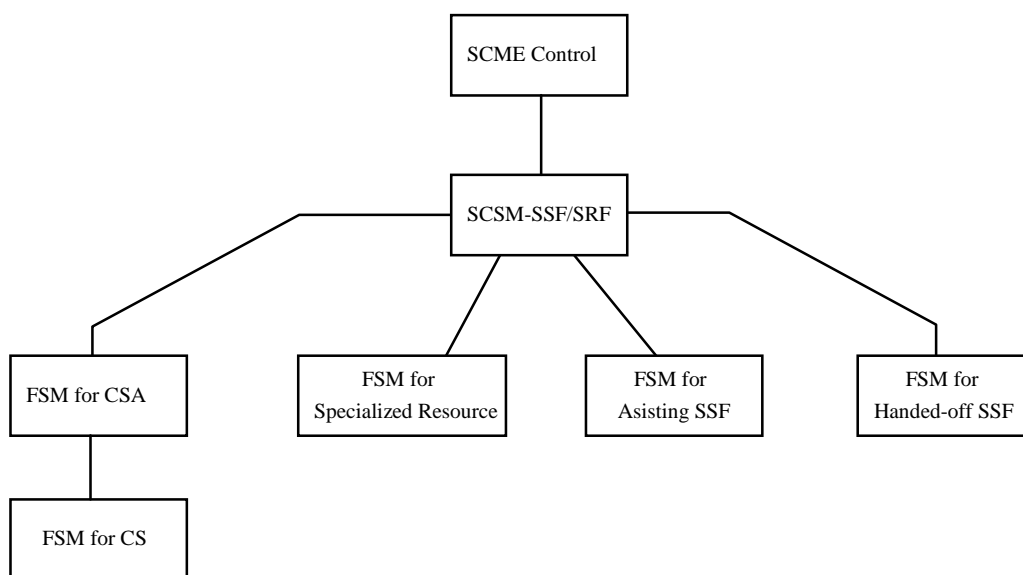 SCME Control
SCSM-SSF/SRF
FSM for CSA
FSM for
Specialized Resource
FSM for
Asisting SSF
FSM for
Handed-off SSF
FSM for CS